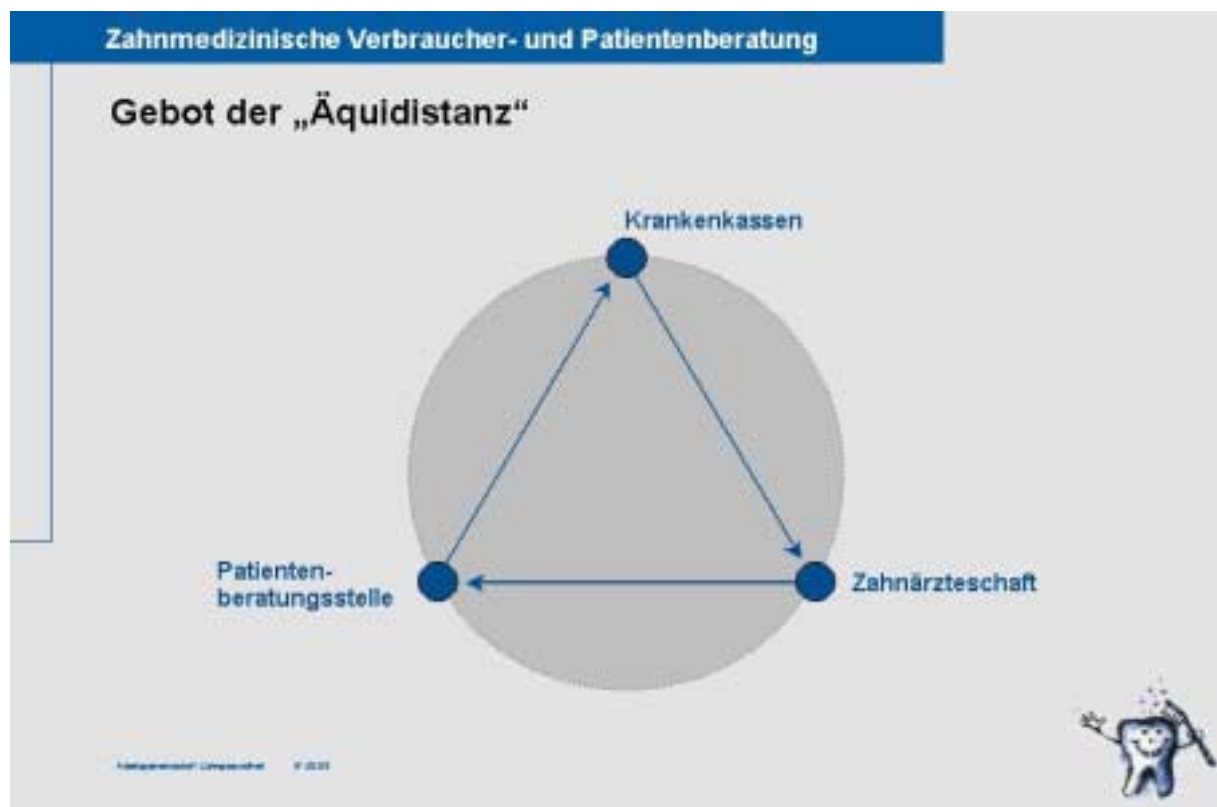 Zahnmedizinische Verbraucher- und Patientenberatung
Gebot der „Äquidistanz“
Krankenkassen
Patienten-
beratungsstelle
Zahnärzteschaft